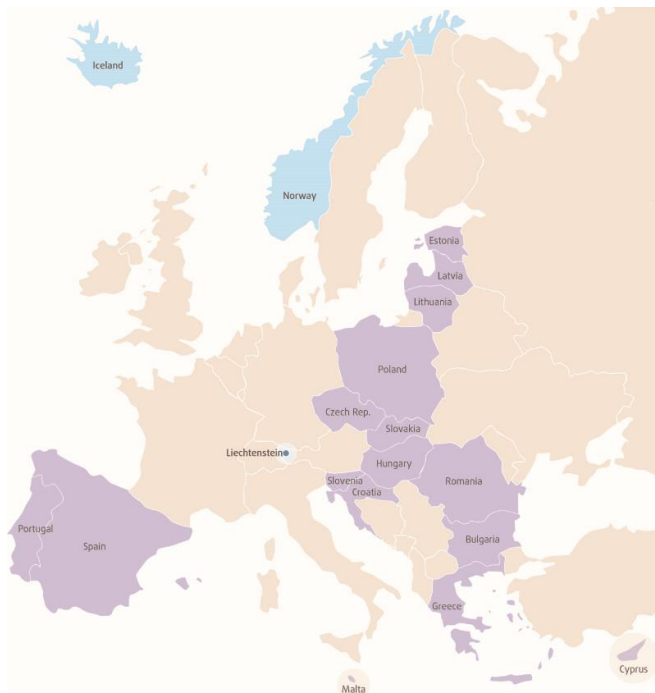 Iceland
Norway
Estonia
Latvia
Lithuania
Poland
Czech Rep.
Slovakia
Liechtenstein
Hungary
Slovenia
Romania
Croatia
Portugal
Bulgaria
Spain
Greece
Cyprus
Malta